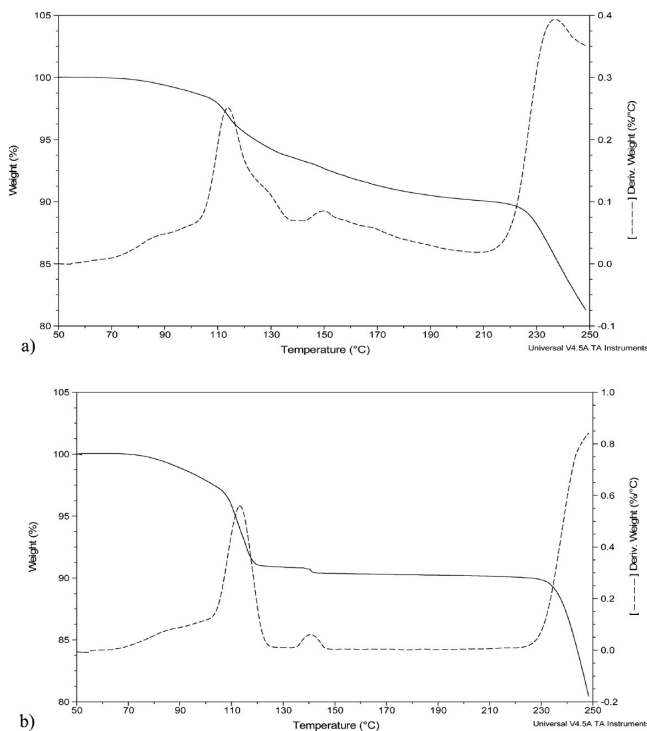 105
100
95
90
85
80
Weight (%)
0.4
0.3
0.2
0.1
0.0
-0.1
[ –––– ] Deriv. Weight (%/°C)
50 70 90 110 130 150 170 190 210 230 250
Temperature (°C)
Universal V4.5A TA Instruments
a)
105
100
95
90
85
80
Weight (%)
1.0
0.8
0.6
0.4
0.2
0.0
-0.2
[ –––– ] Deriv. Weight (%/°C)
50 70 90 110 130 150 170 190 210 230 250
Temperature (°C)
Universal V4.5A TA Instruments
b)